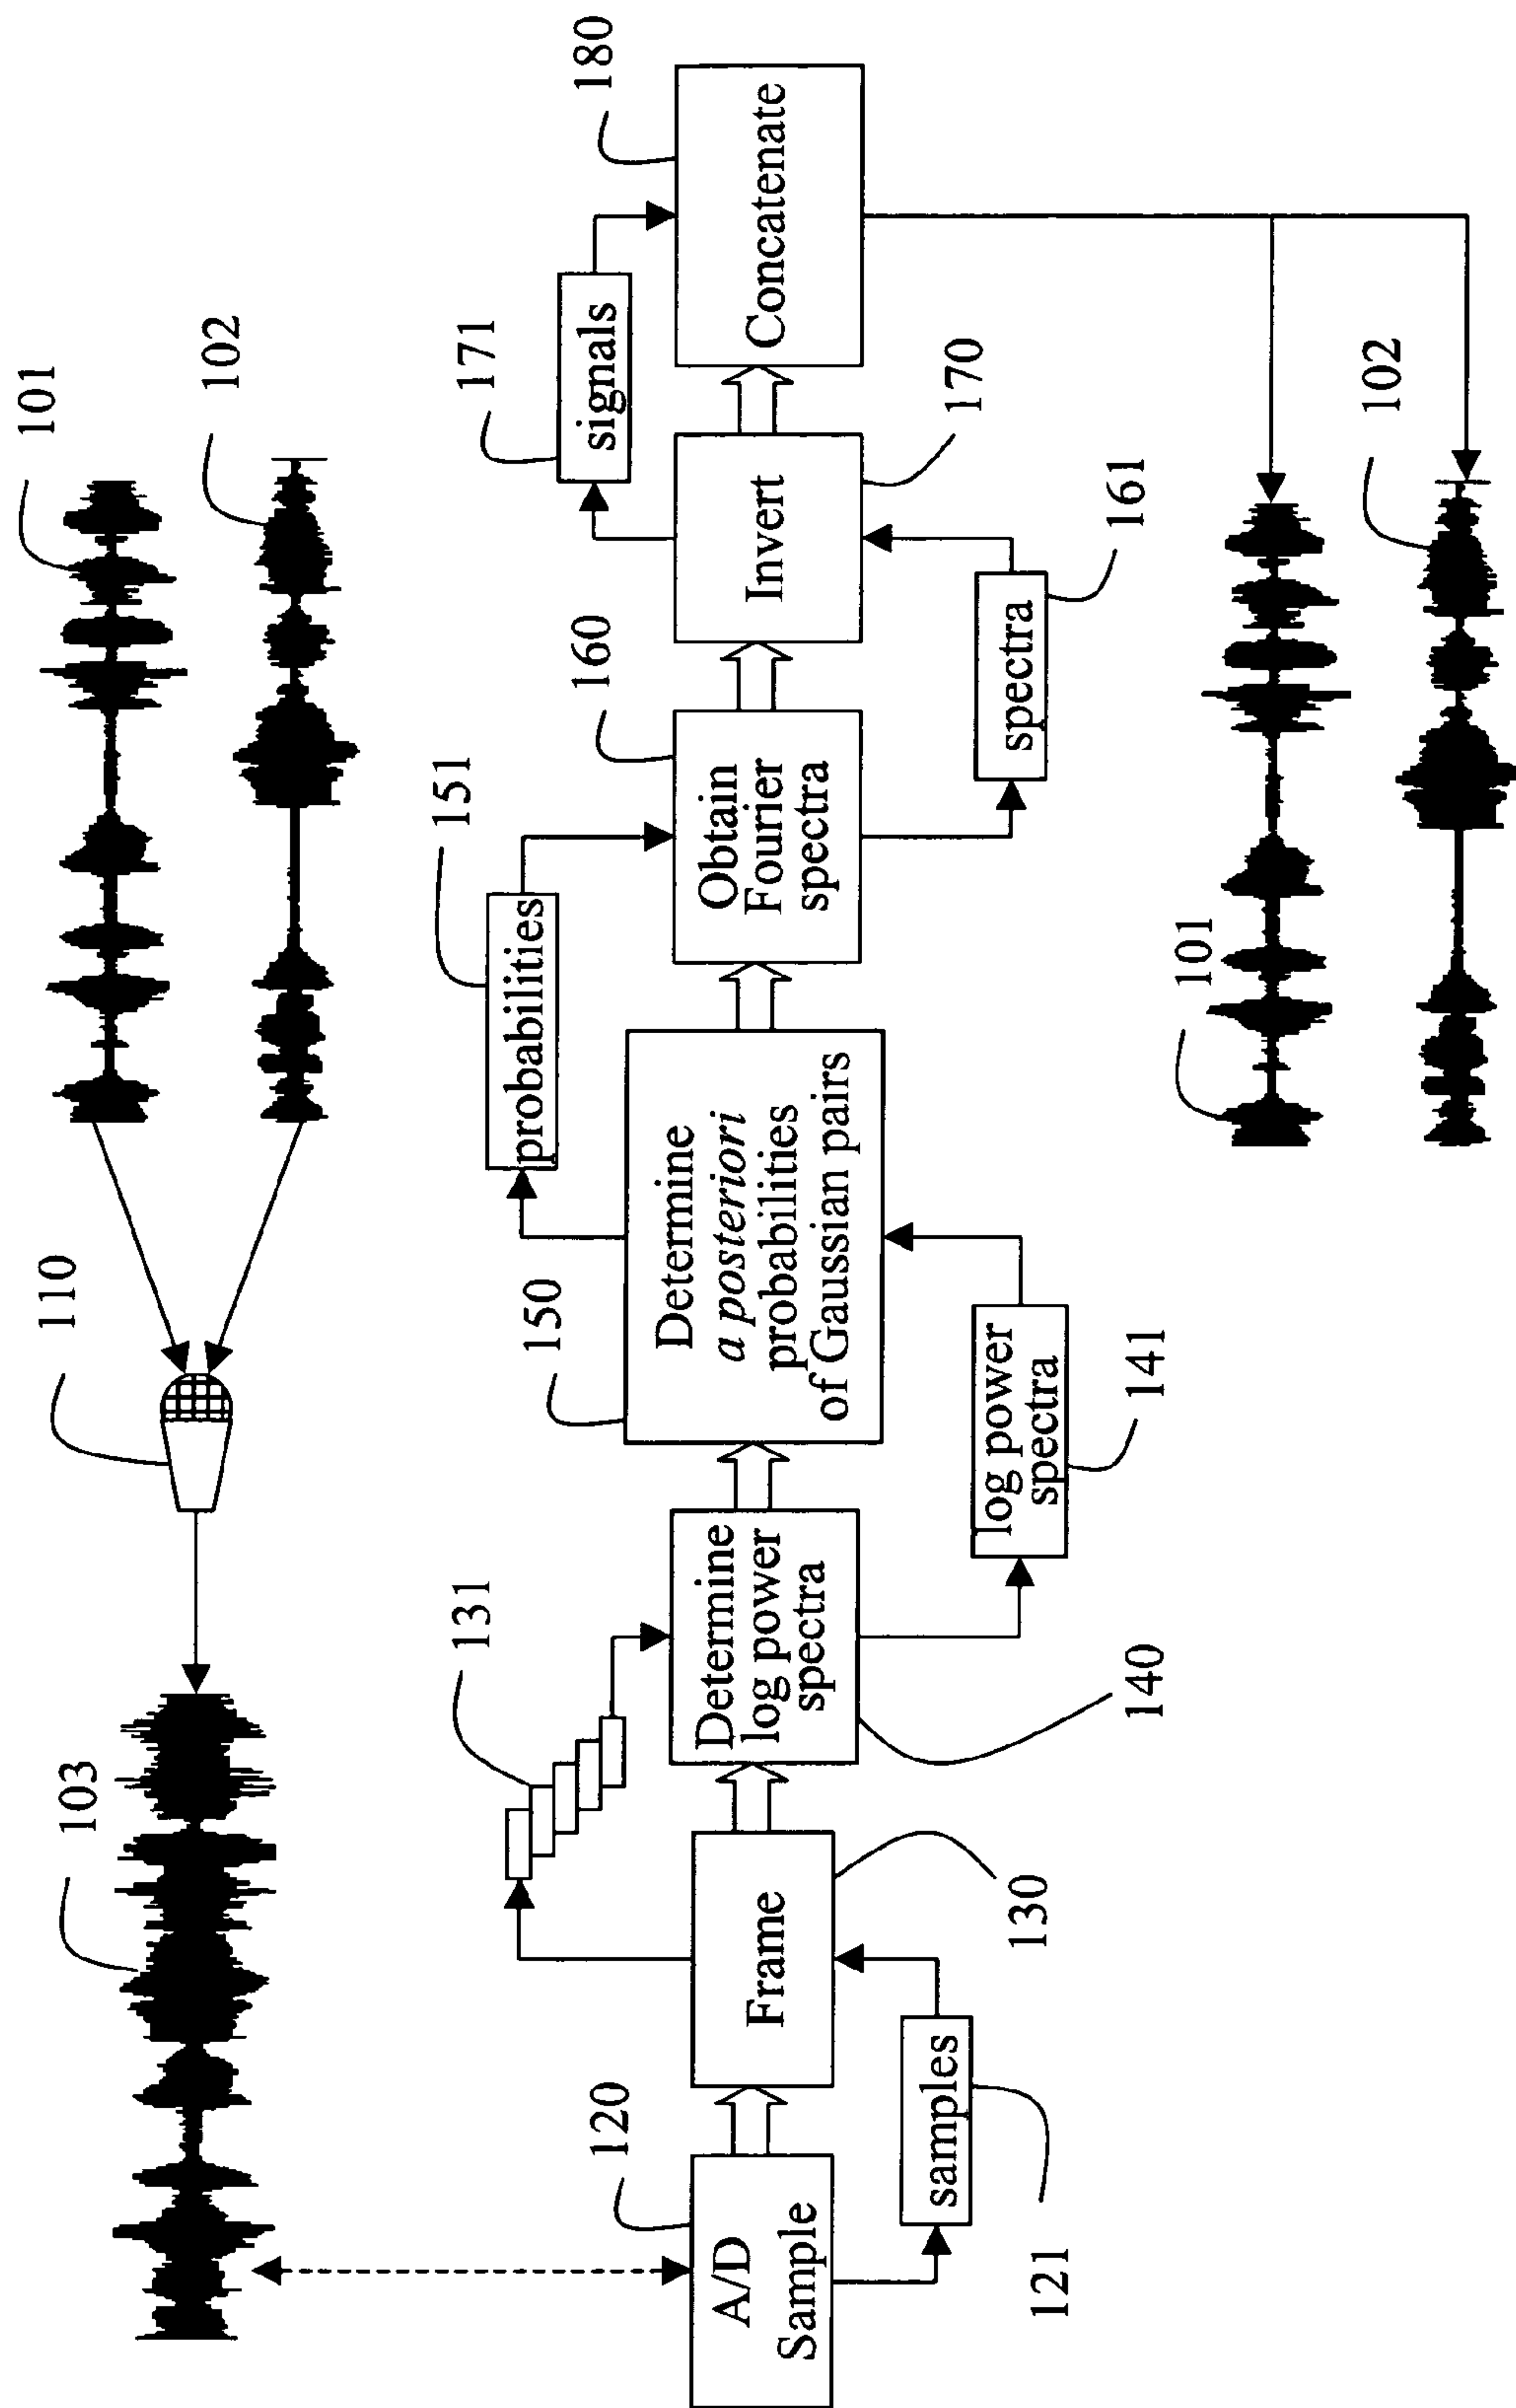 101
110
102
103
120
A/D
Sample
121
samples
Frame
130
131
Determine
log power
spectra
140
log power
spectra
141
150
Determine
a posteriori
probabilities
of Gaussian pairs
probabilities
151
160
Obtain
Fourier
spectra
spectra
161
Invert
170
171
signals
180
Concatenate
101
102